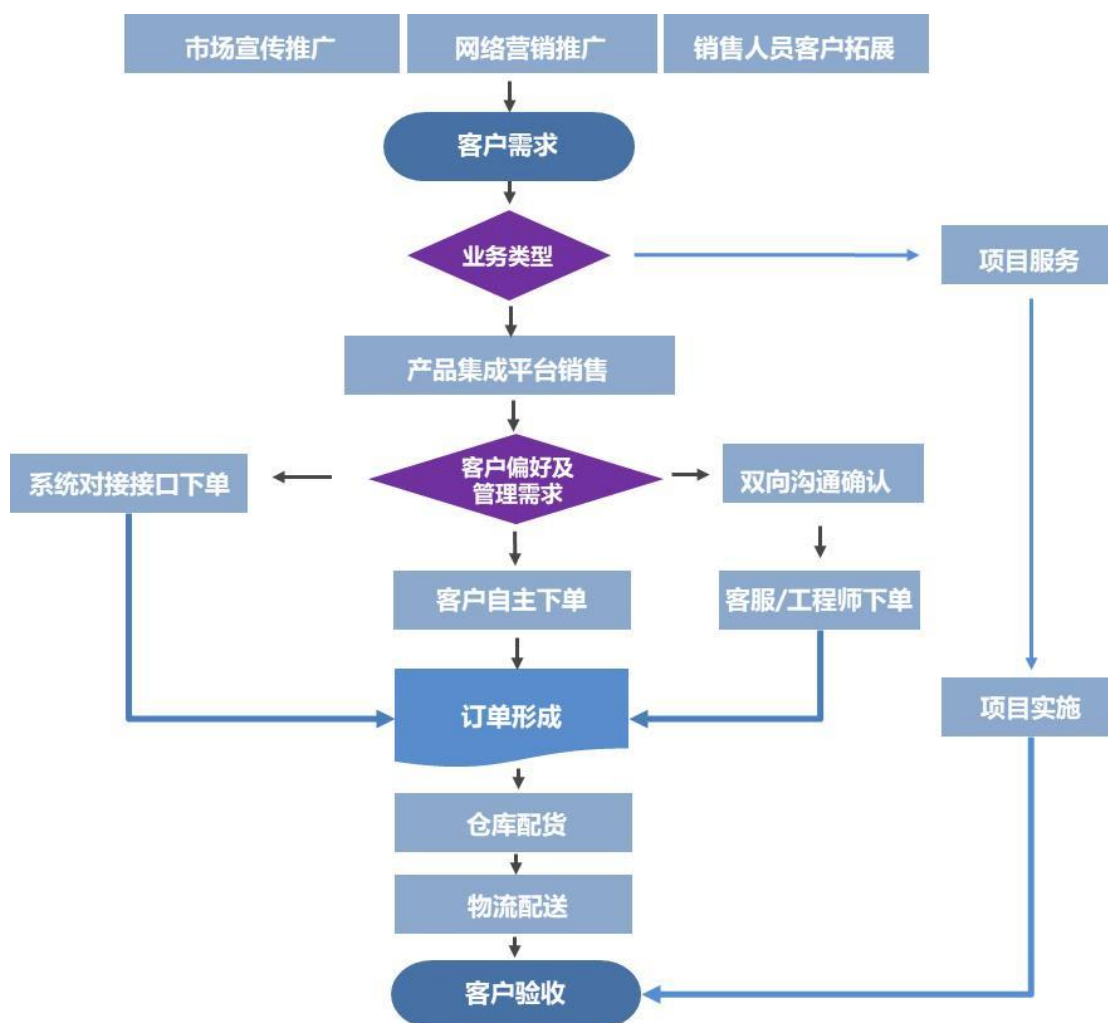 市场宣传推广
网络营销推广
销售人员客户拓展
客户需求
业务类型
项目服务
产品集成平台销售
系统对接接口下单
客户偏好及
管理需求
双向沟通确认
客户自主下单
客服/工程师下单
订单形成
项目实施
仓库配货
物流配送
客户验收